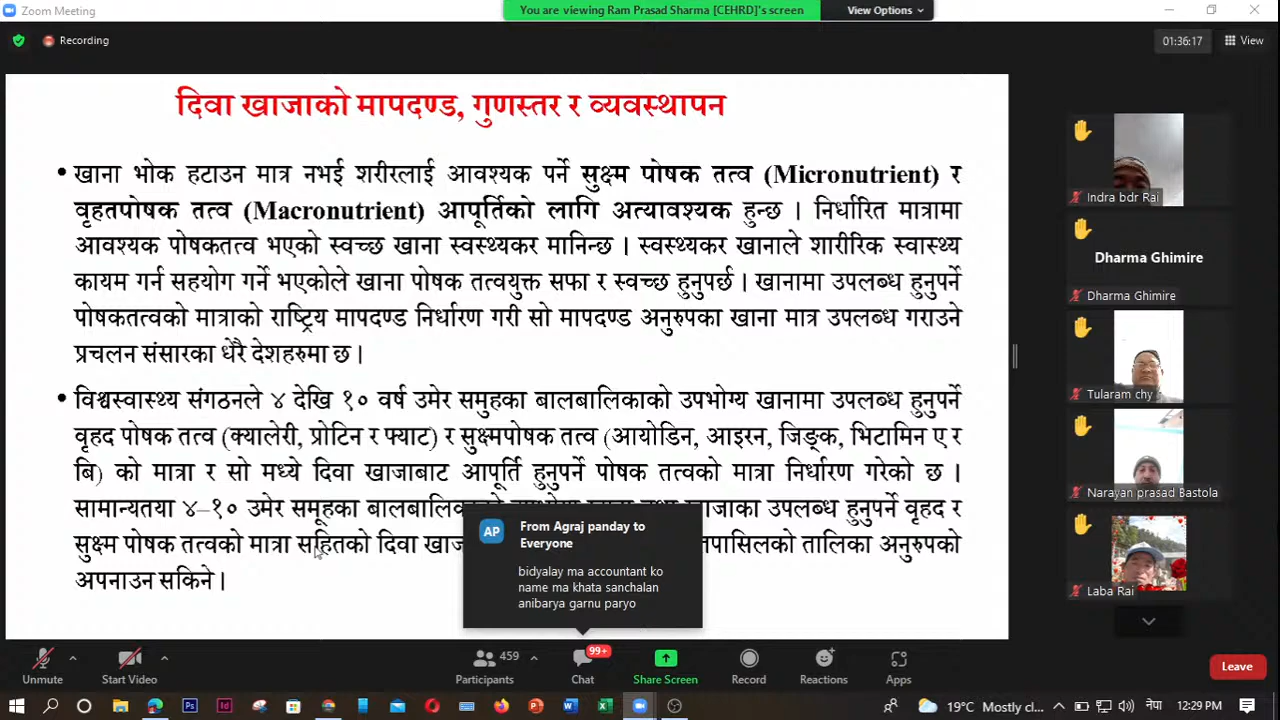 Zoom Meeting
You are viewing Ram Prasad Sharma [CEHRD]'s screen
View Options
Recording
01:36:17
View
दिवा खाजाको मापदण्ड, गुणस्तर र व्यवस्थापन
• खाना भोक हटाउन मात्र नभई शरीरलाई आवश्यक पर्ने सुक्ष्म पोषक तत्व (Micronutrient) र
वृहतपोषक तत्व (Macronutrient) आपूर्तिको लागि अत्यावश्यक हुन्छ । निर्धारित मात्रामा
आवश्यक पोषकतत्व भएको स्वच्छ खाना स्वस्थ्यकर मानिन्छ । स्वस्थ्यकर खानाले शारीरिक स्वास्थ्य
कायम गर्न सहयोग गर्ने भएकोले खाना पोषक तत्वयुक्त सफा र स्वच्छ हुनुपर्छ । खानामा उपलब्ध हुनुपर्ने
पोषकतत्वको मात्राको राष्ट्रिय मापदण्ड निर्धारण गरी सो मापदण्ड अनुरुपका खाना मात्र उपलब्ध गराउने
प्रचलन संसारका धेरै देशहरुमा छ ।
• विश्वस्वास्थ्य संगठनले ४ देखि १० वर्ष उमेर समुहका बालबालिकाको उपभोग्य खानामा उपलब्ध हुनुपर्ने
वृहद पोषक तत्व (क्यालेरी, प्रोटिन र फ्याट) र सुक्ष्मपोषक तत्व (आयोडिन, आइरन, जिङ्क, भिटामिन ए र
बि) को मात्रा र सो मध्ये दिवा खाजाबाट आपूर्ति हुनुपर्ने पोषक तत्वको मात्रा निर्धारण गरेको छ ।
सामान्यतया ४–१० उमेर समूहका उपलब्ध हुनुपर्ने वृहद र
सुक्ष्म पोषक तत्वको मात्रा सहितको दिवा तालिका अनुरुपको
अपनाउन सकिने ।
AP
From Agraj panday to
Everyone
bidyalay ma accountant ko
name ma khata sanchalan
anibarya garnu paryo
Indra bdr Rai
Dharma Ghimire
Dharma Ghimire
Tularam chy
Narayan prasad Bastola
Laba Rai
Unmute
Start Video
459
Participants
99+
Chat
Share Screen
Record
Reactions
Apps
Leave
19°C Mostly cl...
नेपा
12:29 PM